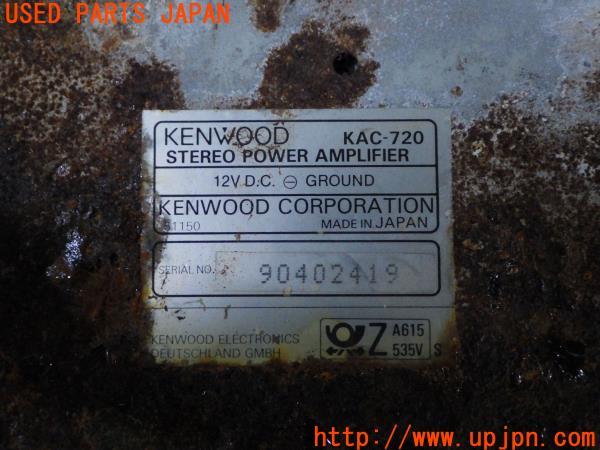 USED PARTS JAPAN
KENWOOD KAC-720
STEREO POWER AMPLIFIER
12V D.C. ⊖ GROUND
KENWOOD CORPORATION
51150 MADE IN JAPAN
SERIAL NO. 90402419
KENWOOD ELECTRONICS
DEUTSCHLAND GMBH
Z A615
535V S
http://www.upjpn.com/